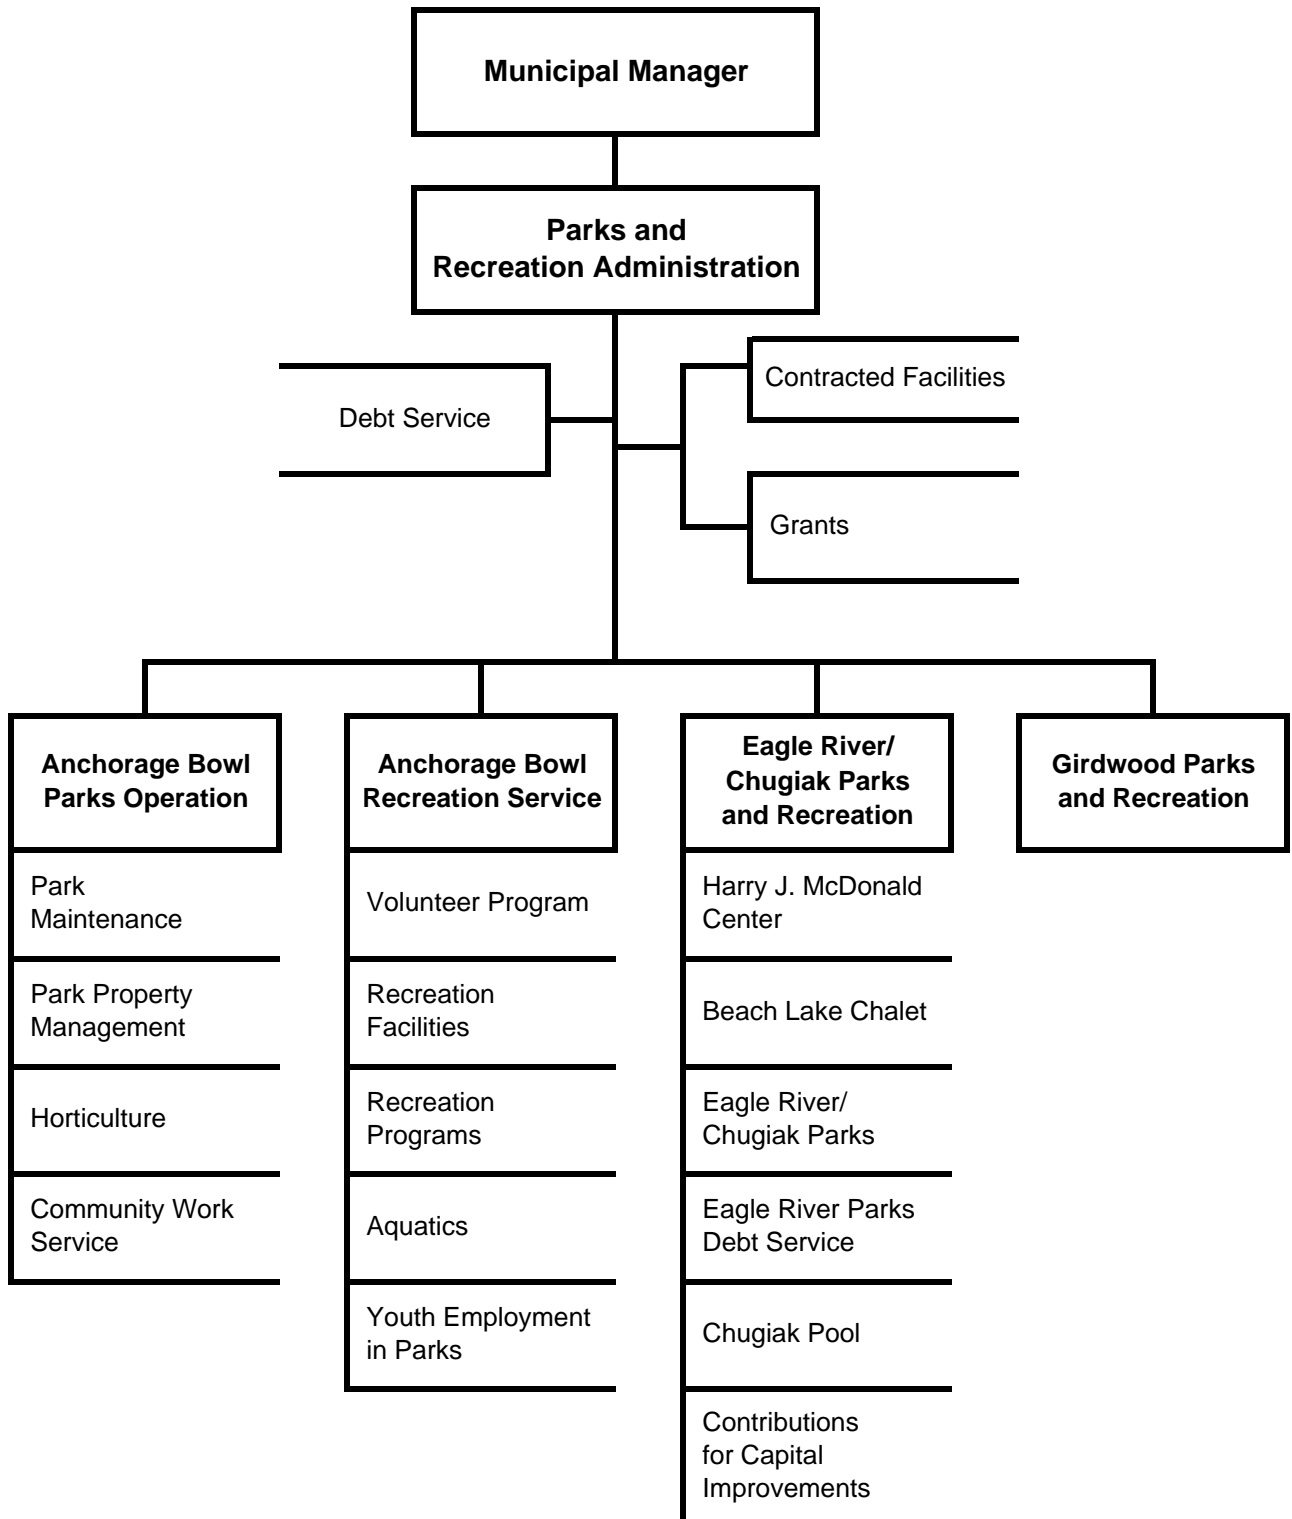 Municipal Manager
Parks and
Recreation Administration
Debt Service
Contracted Facilities
Grants
Anchorage Bowl
Parks Operation
Park
Maintenance
Park Property
Management
Horticulture
Community Work
Service
Anchorage Bowl
Recreation Service
Volunteer Program
Recreation
Facilities
Recreation
Programs
Aquatics
Youth Employment
in Parks
Eagle River/
Chugiak Parks
and Recreation
Harry J. McDonald
Center
Beach Lake Chalet
Eagle River/
Chugiak Parks
Eagle River Parks
Debt Service
Chugiak Pool
Contributions
for Capital
Improvements
Girdwood Parks
and Recreation